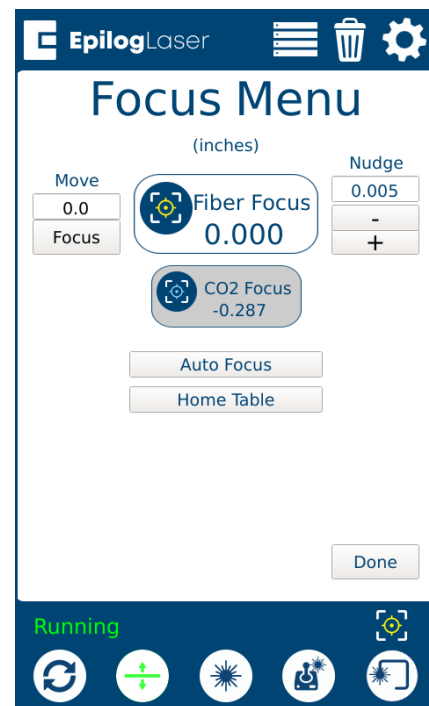 EpilogLaser
Focus Menu
(inches)
Move
0.0
Focus
Fiber Focus
0.000
Nudge
0.005
-
+
CO2 Focus
-0.287
Auto Focus
Home Table
Done
Running